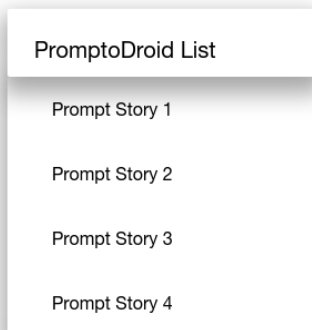 PromptoDroid List
Prompt Story 1
Prompt Story 2
Prompt Story 3
Prompt Story 4